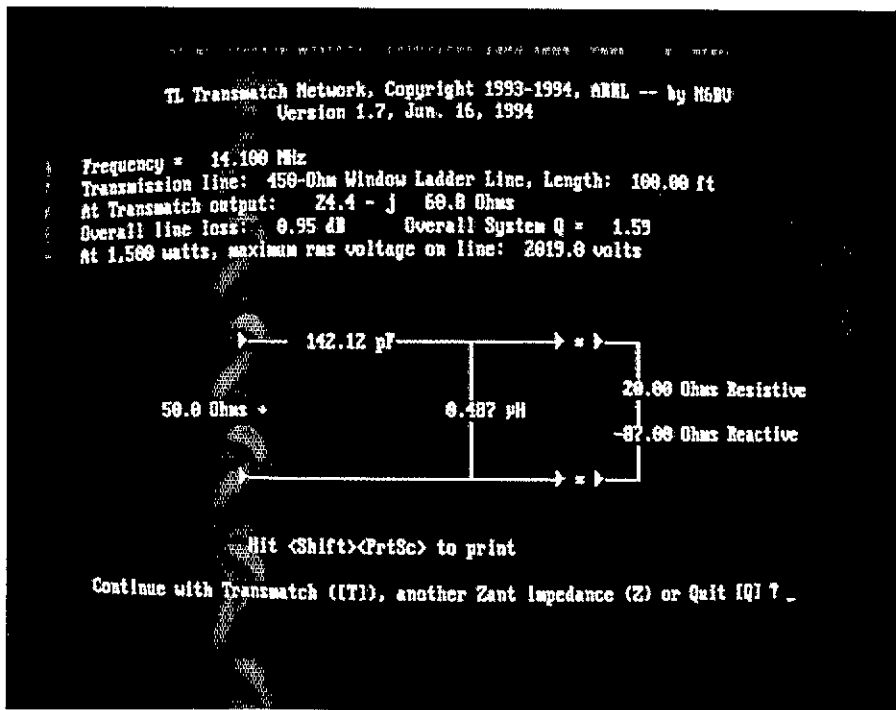 TL Transmatch Network, Copyright 1993-1994, ARRL -- by N6BV
Version 1.7, Jun. 16, 1994
Frequency = 14.100 MHz
Transmission line: 450-Ohm Window Ladder Line, Length: 100.00 ft
At Transmatch output: 24.4 - j 60.8 Ohms
Overall line loss: 0.95 dB Overall System Q = 1.59
At 1,500 watts, maximum rms voltage on line: 2019.0 volts
142.12 pF
20.00 Ohms Resistive
50.0 Ohms +
0.487 µH
-87.00 Ohms Reactive
Hit <Shift><PrtSc> to print
Continue with Transmatch ([T]), another Zant impedance (Z) or Quit [Q] ? _